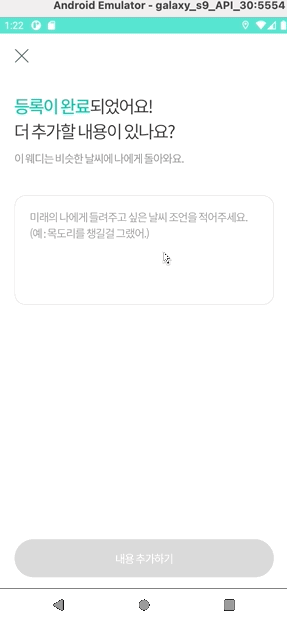 Android Emulator - galaxy_s9_API_30:5554
1:22
등록이 완료되었어요!
더 추가할 내용이 있나요?
이 웨디는 비슷한 날씨에 나에게 돌아와요.
미래의 나에게 들려주고 싶은 날씨 조언을 적어주세요.
(예 : 목도리를 챙길걸 그랬어.)
내용 추가하기